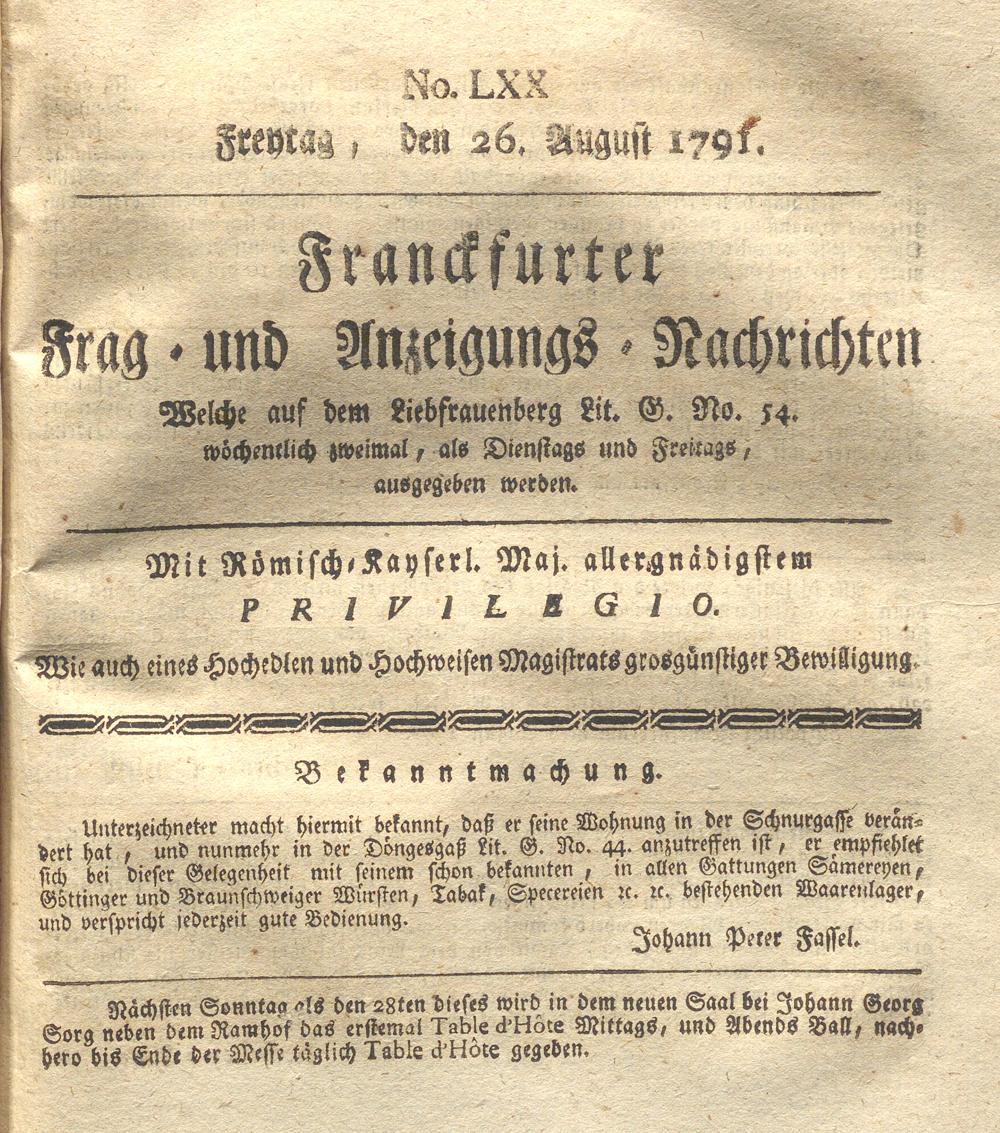 No. LXX
Freytag, den 26. August 1791.
Franckfurter
Frag - und Anzeigungs - Nachrichten
Welche auf dem Liebfrauenberg Lit. G. No. 54.
wöchentlich zweimal, als Dienstags und Freitags,
ausgegeben werden.
Mit Römisch-Kayserl. Maj. allergnädigstem
PRIVILEGIO.
Wie auch eines Hochedlen und Hochweisen Magistrats grosgünstiger Bewilligung.
Bekanntmachung.
Unterzeichneter macht hiermit bekannt, daß er seine Wohnung in der Schnurgasse verän-
dert hat, und nunmehr in der Döngesgaß Lit. G. No. 44. anzutreffen ist, er empfiehlet
sich bei dieser Gelegenheit mit seinem schon bekannten, in allen Gattungen Sämereyen,
Göttinger und Braunschweiger Würsten, Tabak, Specereien ꝛc. ꝛc. bestehenden Waarenlager,
und verspricht jederzeit gute Bedienung.
Johann Peter Fassel.
Nächsten Sonntag als den 28ten dieses wird in dem neuen Saal bei Johann Georg
Sorg neben dem Ramhof das erstemal Table d'Hôte Mittags, und Abends Ball, nach-
hero bis Ende der Messe täglich Table d'Hôte gegeben.